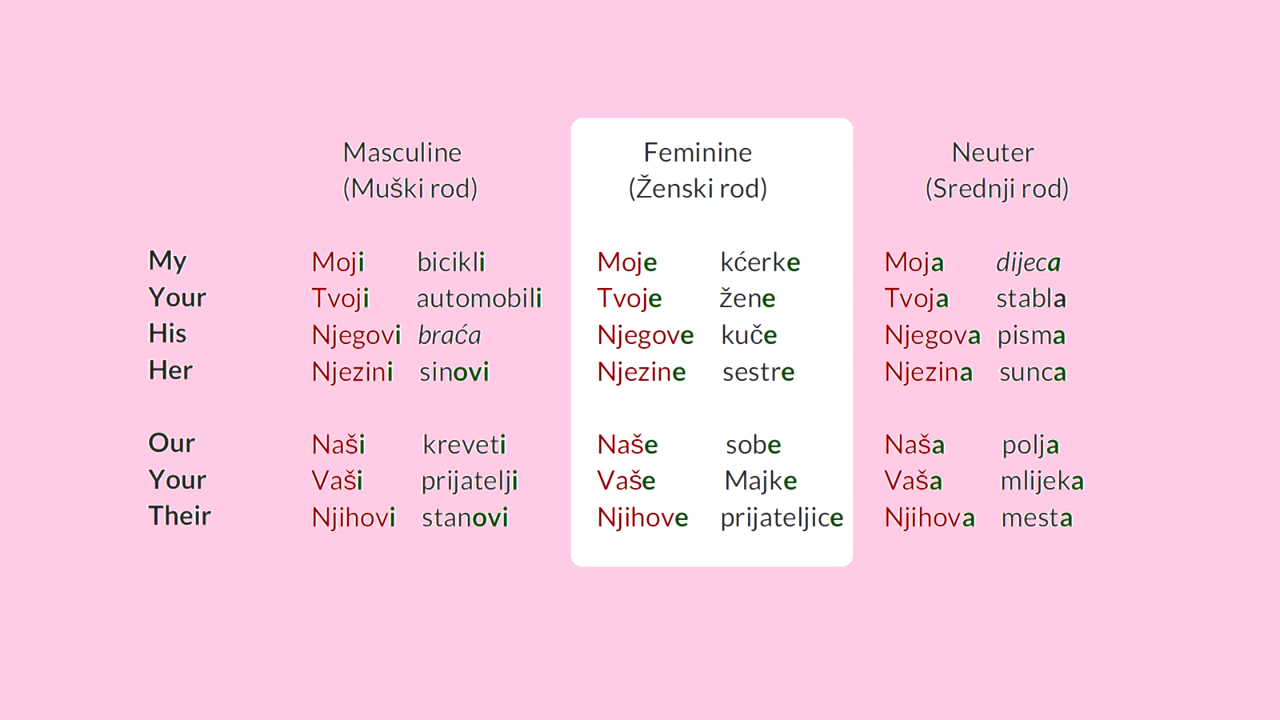 Masculine Feminine Neuter
(Muški rod) (Ženski rod) (Srednji rod)
My Moji bicikli Moje kćerke Moja dijeca
Your Tvoji automobili Tvoje žene Tvoja stabla
His Njegovi braća Njegove kuče Njegova pisma
Her Njezini sinovi Njezine sestre Njezina sunca
Our Naši kreveti Naše sobe Naša polja
Your Vaši prijatelji Vaše Majke Vaša mlijeka
Their Njihovi stanovi Njihove prijateljice Njihova mesta